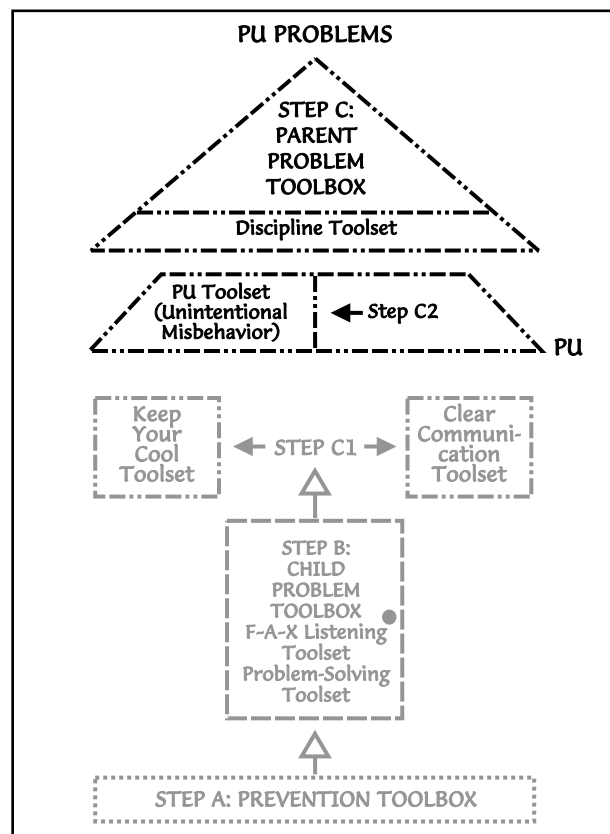 PU PROBLEMS
STEP C:
PARENT
PROBLEM
TOOLBOX
Discipline Toolset
PU Toolset
(Unintentional
Misbehavior)
Step C2
PU
Keep
Your
Cool
Toolset
STEP C1
Clear
Communi-
cation
Toolset
STEP B:
CHILD
PROBLEM
TOOLBOX
F-A-X Listening
Toolset
Problem-Solving
Toolset
STEP A: PREVENTION TOOLBOX